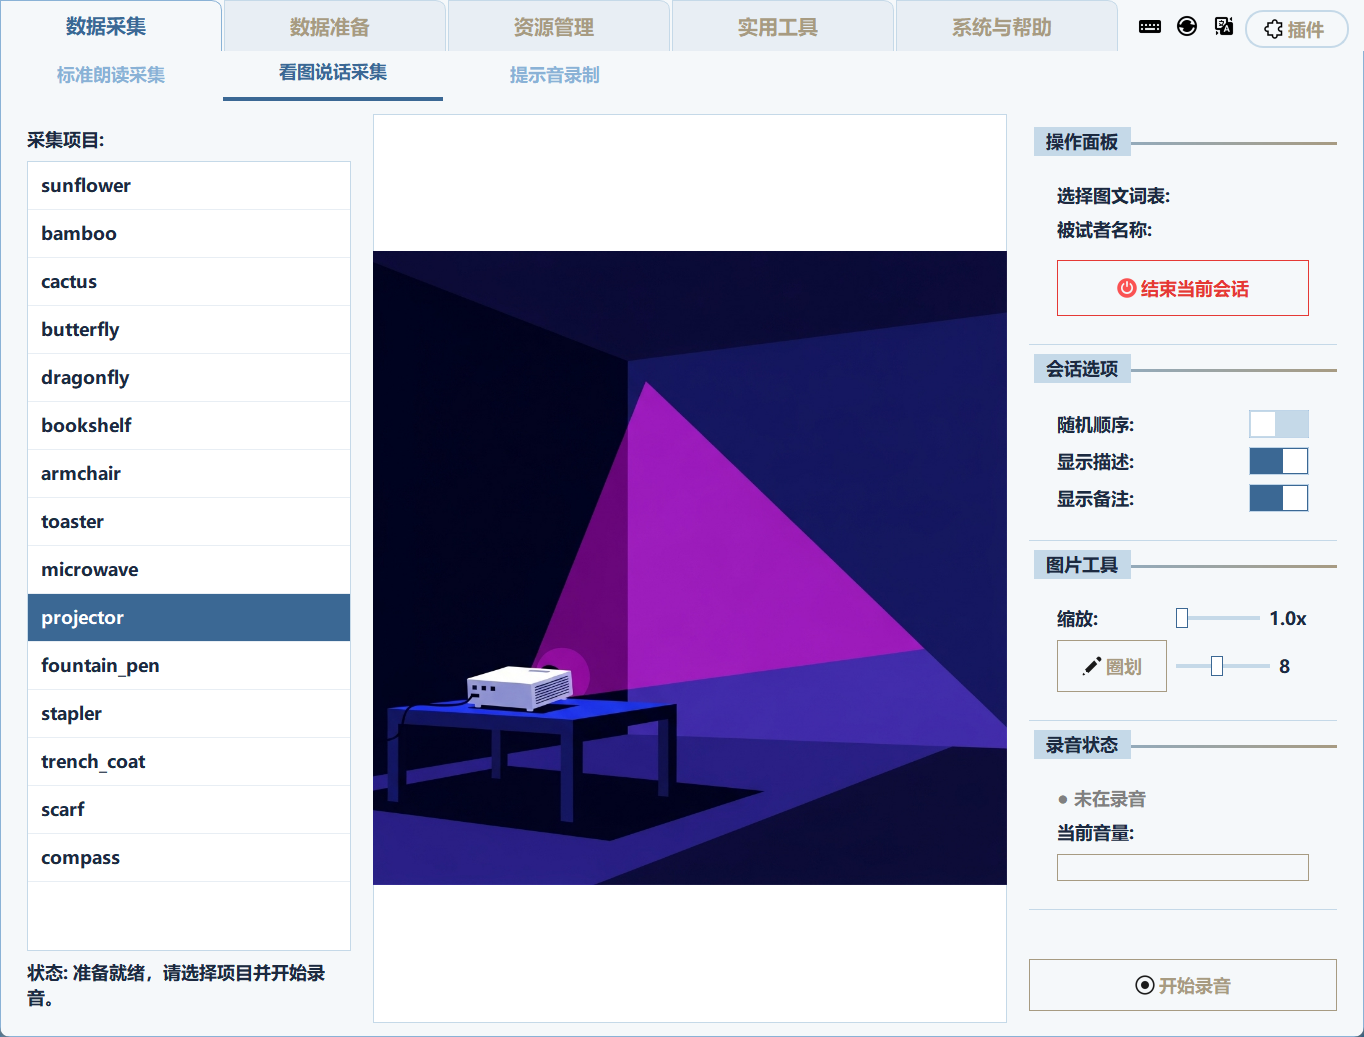 数据采集
数据准备
资源管理
实用工具
系统与帮助
插件
标准朗读采集
看图说话采集
提示音录制
采集项目:
sunflower
bamboo
cactus
butterfly
dragonfly
bookshelf
armchair
toaster
microwave
projector
fountain_pen
stapler
trench_coat
scarf
compass
状态: 准备就绪，请选择项目并开始录
音。
操作面板
选择图文词表:
被试者名称:
结束当前会话
会话选项
随机顺序:
显示描述:
显示备注:
图片工具
缩放:
1.0x
圈划
8
录音状态
● 未在录音
当前音量:
开始录音